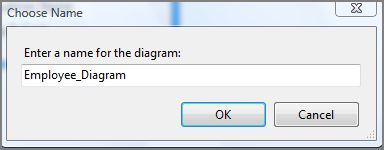 Choose Name
Enter a name for the diagram:
Employee_Diagram
OK Cancel